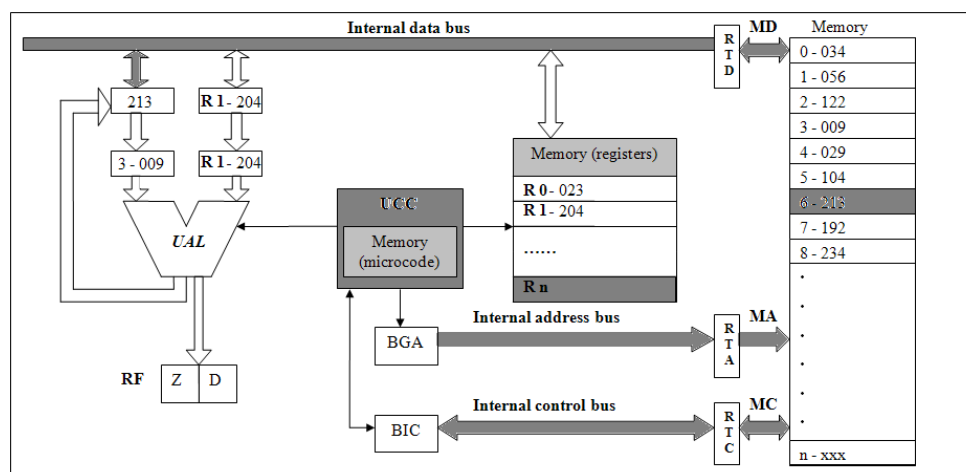 Internal data bus
MD
Memory
R
T
D
0 - 034
1 - 056
2 - 122
3 - 009
4 - 029
5 - 104
6 - 213
7 - 192
8 - 234
.
.
.
.
.
.
n - xxx
213
R 1 - 204
3 - 009
R 1 - 204
UAL
UCC
Memory
(microcode)
Memory (registers)
R 0 - 023
R 1 - 204
......
R n
BGA
Internal address bus
R
T
A
MA
RF
Z
D
BIC
Internal control bus
R
T
C
MC